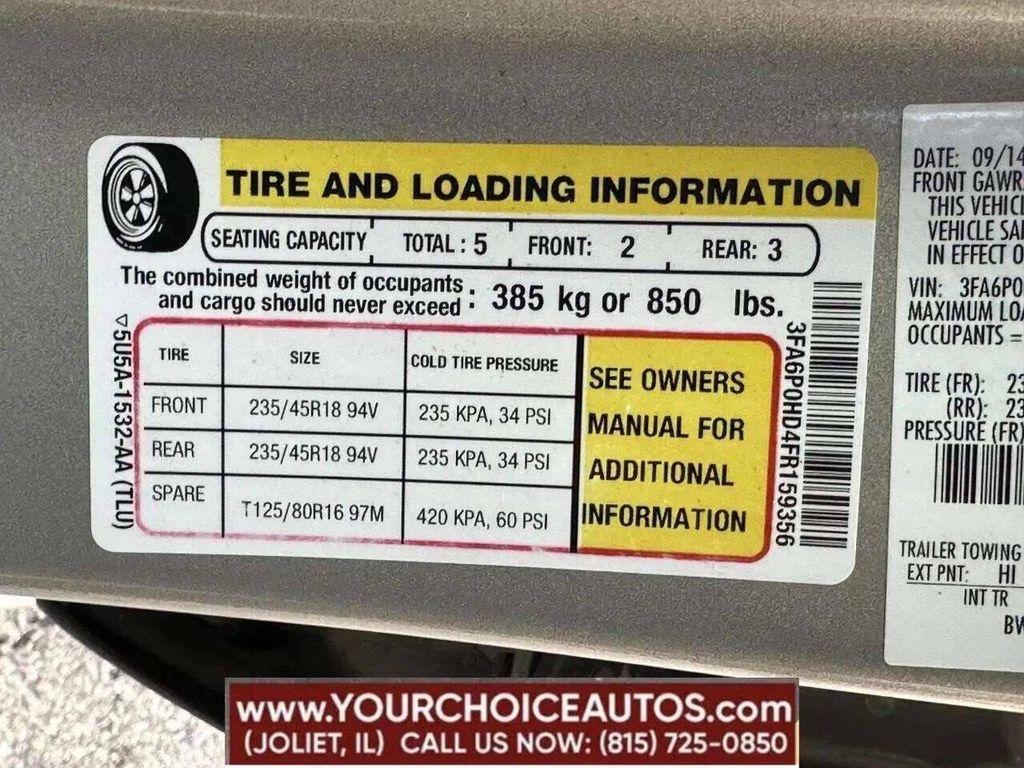 TIRE AND LOADING INFORMATION
SEATING CAPACITY TOTAL: 5 FRONT: 2 REAR: 3
The combined weight of occupants
and cargo should never exceed : 385 kg or 850 lbs.
TIRE SIZE COLD TIRE PRESSURE
FRONT 235/45R18 94V 235 KPA, 34 PSI
REAR 235/45R18 94V 235 KPA, 34 PSI
SPARE T125/80R16 97M 420 KPA, 60 PSI
SEE OWNERS
MANUAL FOR
ADDITIONAL
INFORMATION
▽5U5A-1532-AA (TLU)
3FA6P0HD4FR159356
DATE: 09/14
FRONT GAWR
THIS VEHICL
VEHICLE SA
IN EFFECT O
VIN: 3FA6P0
MAXIMUM LOA
OCCUPANTS =
TIRE (FR): 23
(RR): 23
PRESSURE (FR)
TRAILER TOWING
EXT PNT: HI
INT TR
BW
www.YOURCHOICEAUTOS.com
(JOLIET, IL) CALL US NOW: (815) 725-0850